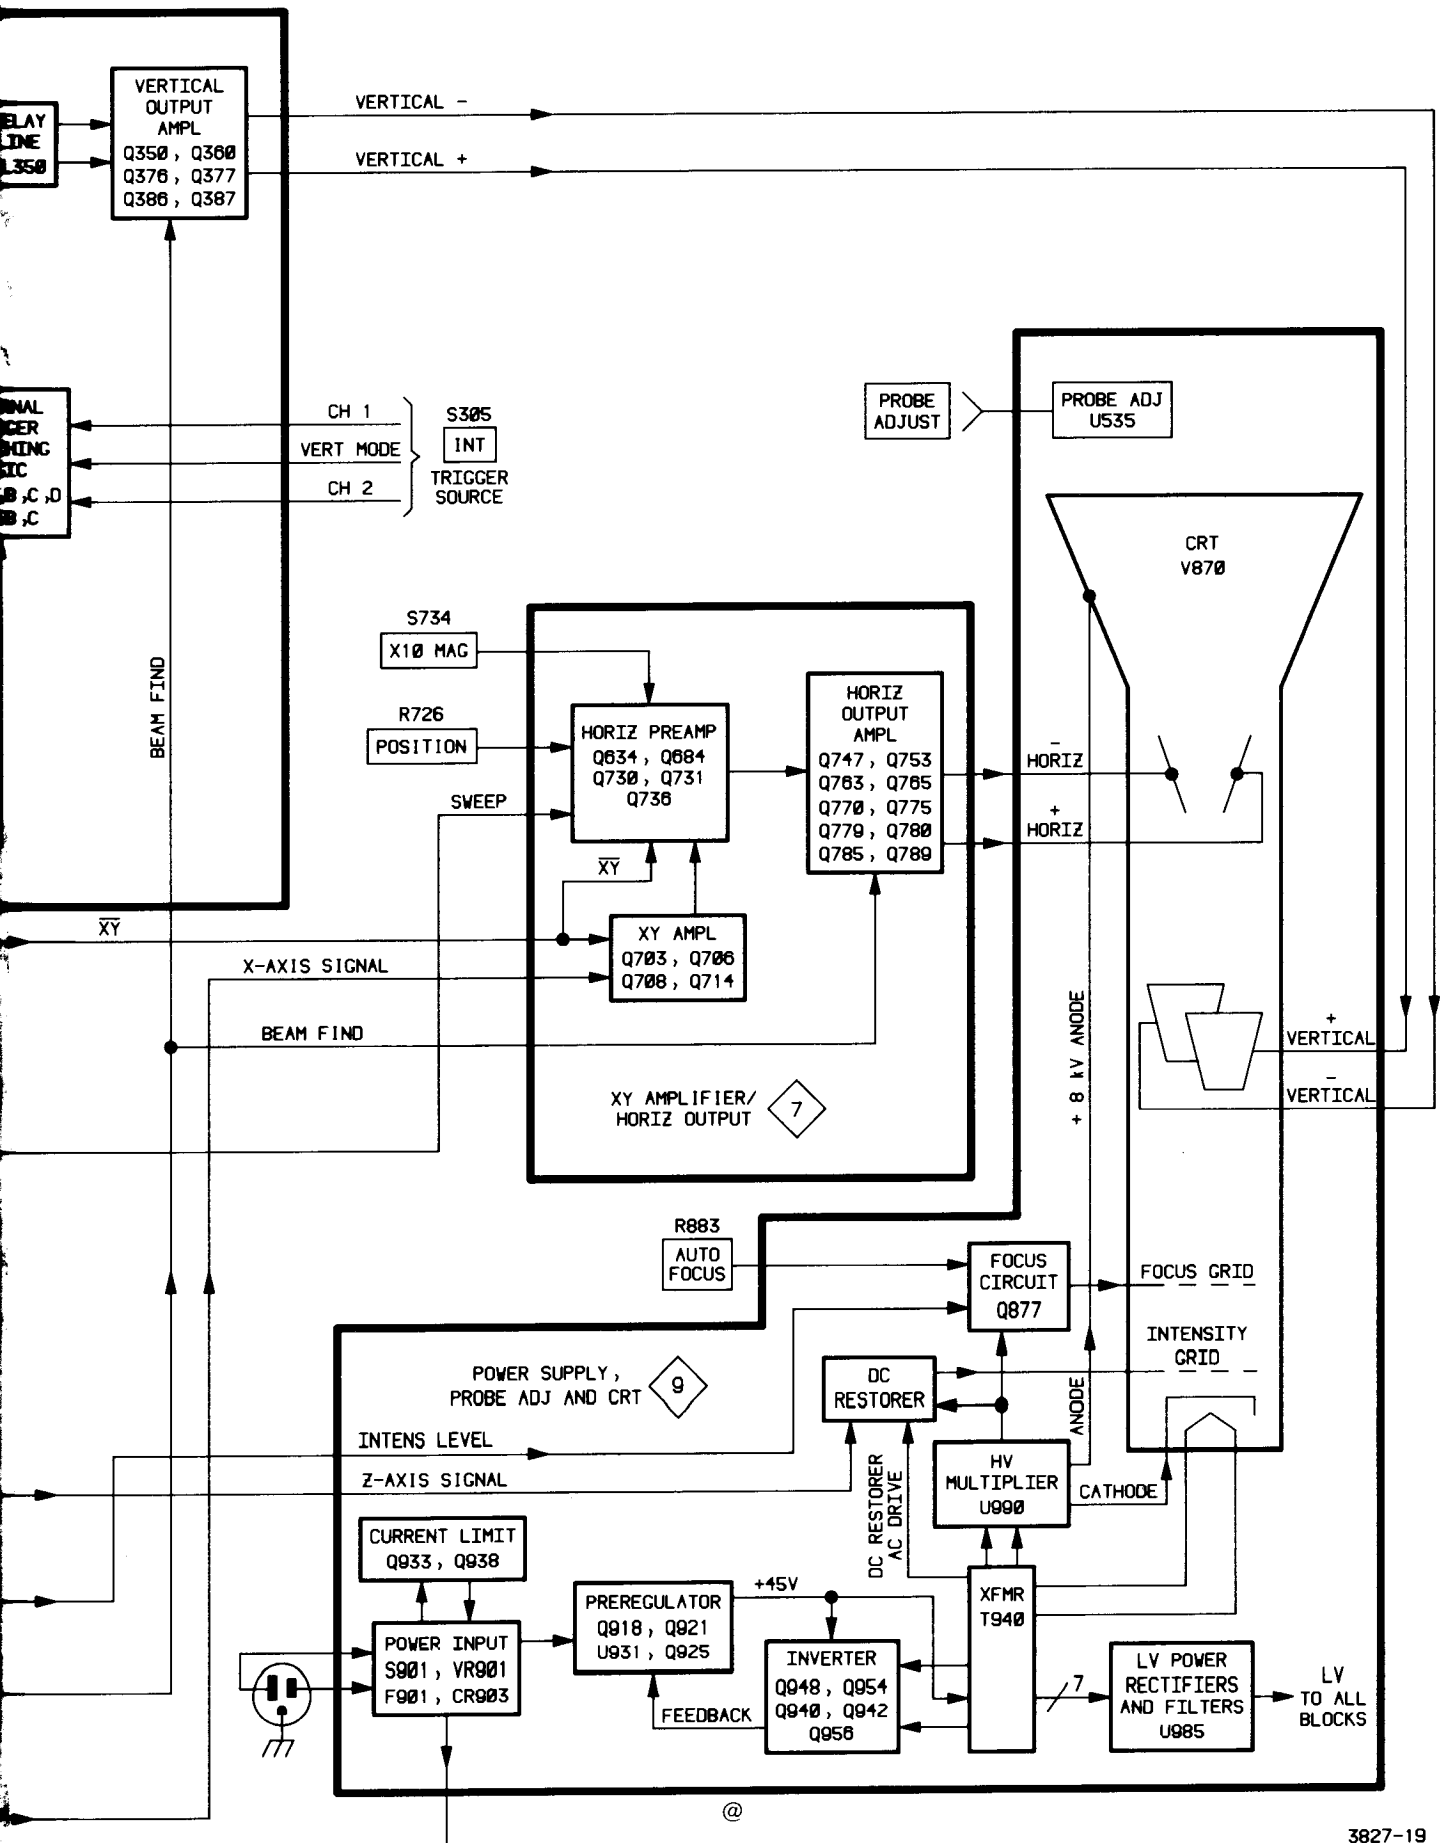 VERTICAL
OUTPUT
AMPL
Q350, Q360
Q376, Q377
Q386, Q387
VERTICAL -
VERTICAL +
CH 1
VERT MODE
CH 2
S305
INT
TRIGGER
SOURCE
B,C,D
B,C
BEAM FIND
PROBE
ADJUST
PROBE ADJ
U535
CRT
V870
S734
X10 MAG
R726
POSITION
SWEEP
HORIZ PREAMP
Q634, Q684
Q730, Q731
Q736
HORIZ
OUTPUT
AMPL
Q747, Q753
Q763, Q765
Q770, Q775
Q779, Q780
Q785, Q789
-
HORIZ
+
HORIZ
X̅Y̅
X̅Y̅
XY AMPL
Q703, Q706
Q708, Q714
X-AXIS SIGNAL
BEAM FIND
XY AMPLIFIER/
HORIZ OUTPUT
7
+ 8 kV ANODE
+
VERTICAL
-
VERTICAL
R883
AUTO
FOCUS
FOCUS
CIRCUIT
Q877
FOCUS GRID
INTENSITY
GRID
POWER SUPPLY,
PROBE ADJ AND CRT
9
DC
RESTORER
ANODE
INTENS LEVEL
Z-AXIS SIGNAL
DC RESTORER
AC DRIVE
HV
MULTIPLIER
U990
CATHODE
CURRENT LIMIT
Q933, Q938
POWER INPUT
S901, VR901
F901, CR903
PREREGULATOR
Q918, Q921
U931, Q925
+45V
FEEDBACK
INVERTER
Q948, Q954
Q940, Q942
Q956
XFMR
T940
7
LV POWER
RECTIFIERS
AND FILTERS
U985
LV
TO ALL
BLOCKS
@
3827-19